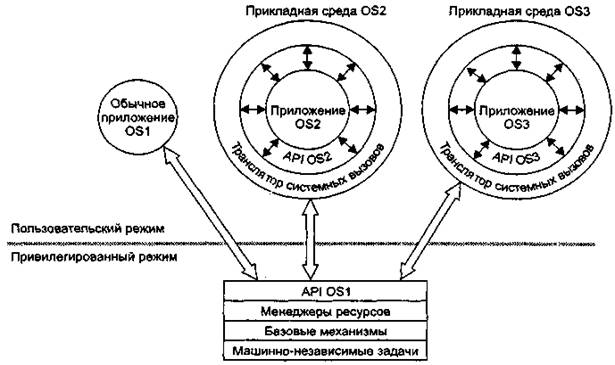 Прикладная среда OS2
Прикладная среда OS3
Обычное
приложение
OS1
Приложение
OS2
API OS2
Транслятор системных вызовов
Приложение
OS3
API OS3
Транслятор системных вызовов
Пользовательский режим
Привилегированный режим
API OS1
Менеджеры ресурсов
Базовые механизмы
Машинно-независимые задачи